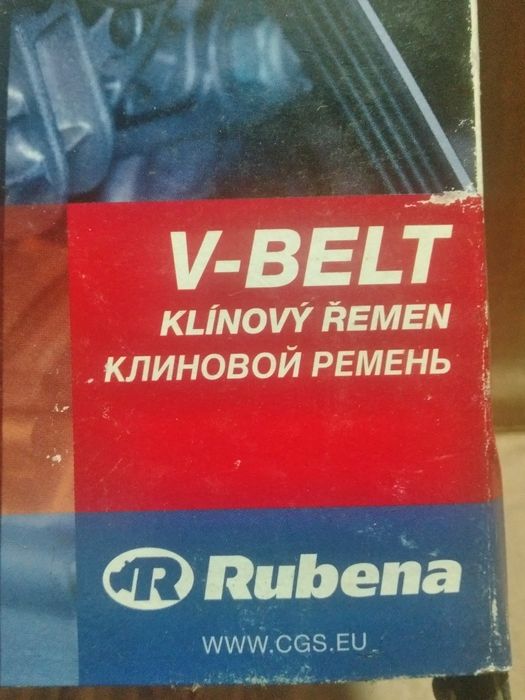 V-BELT
KLÍNOVÝ ŘEMEN
КЛИНОВОЙ РЕМЕНЬ
Rubena
WWW.CGS.EU